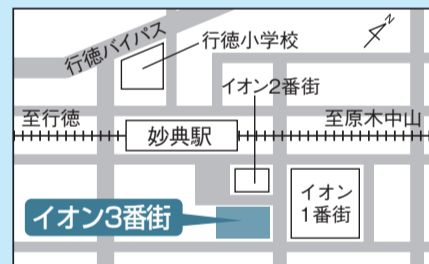 N
行徳バイパス
行徳小学校
イオン2番街
至行徳
至原木中山
妙典駅
イオン
1番街
イオン3番街